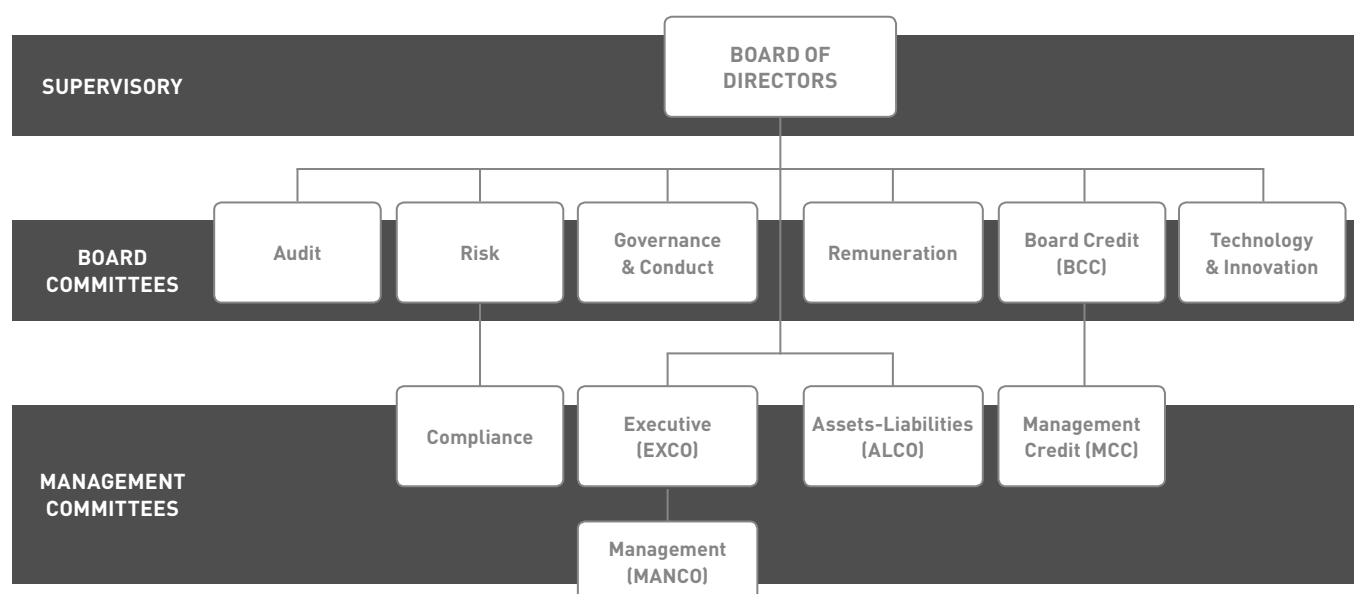 BOARD OF
DIRECTORS
SUPERVISORY
BOARD
COMMITTEES
Audit
Risk
Governance
& Conduct
Remuneration
Board Credit
(BCC)
Technology
& Innovation
MANAGEMENT
COMMITTEES
Compliance
Executive
(EXCO)
Assets-Liabilities
(ALCO)
Management
Credit (MCC)
Management
(MANCO)